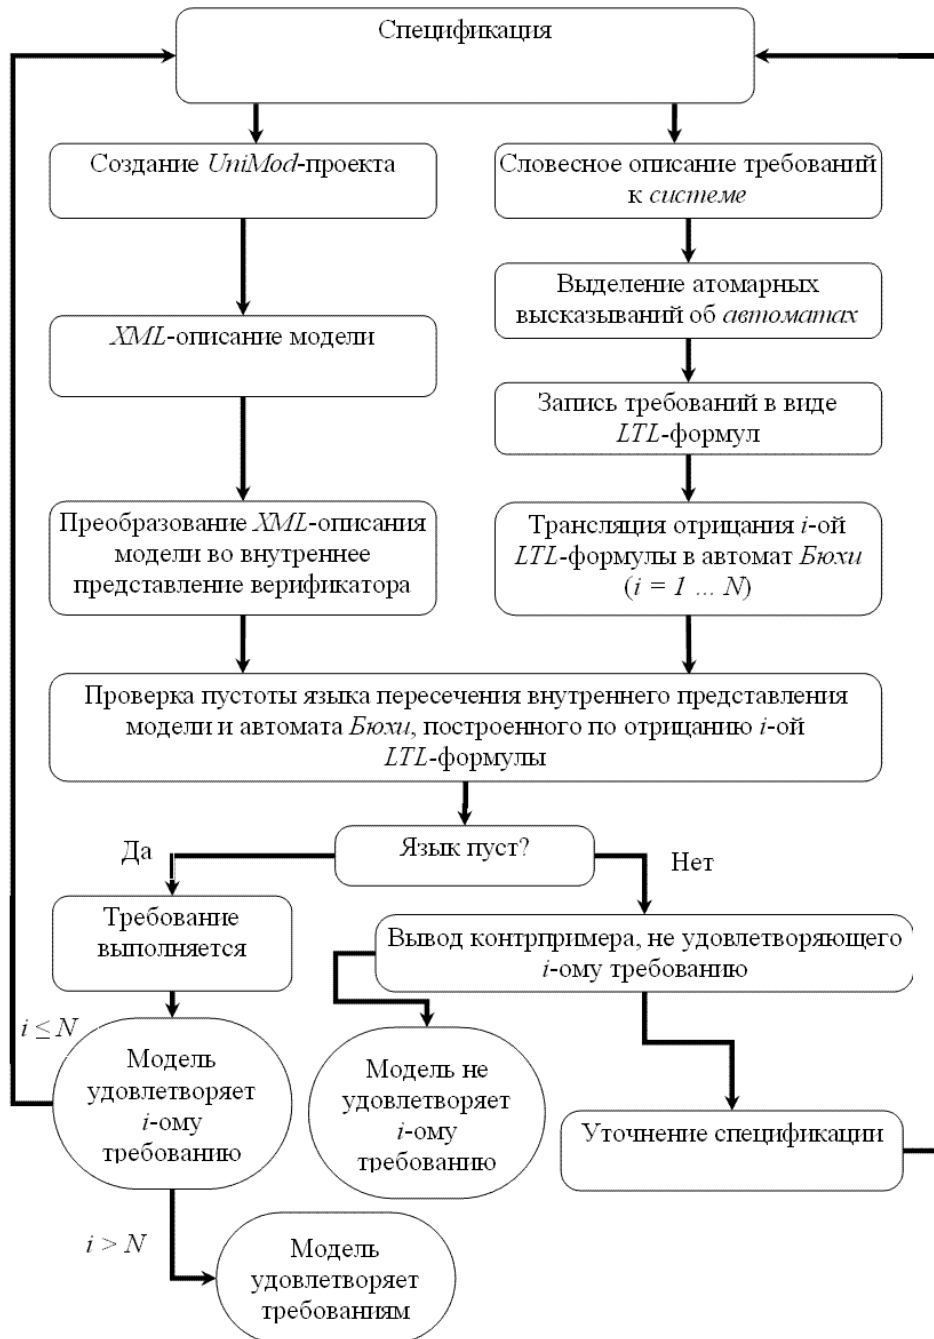 Спецификация
Создание UniMod-проекта
Словесное описание требований
к системе
Выделение атомарных
высказываний об автоматах
XML-описание модели
Запись требований в виде
LTL-формул
Преобразование XML-описания
модели во внутреннее
представление верификатора
Трансляция отрицания i-ой
LTL-формулы в автомат Бюхи
(i = 1 ... N)
Проверка пустоты языка пересечения внутреннего представления
модели и автомата Бюхи, построенного по отрицанию i-ой
LTL-формулы
Язык пуст?
Да
Нет
Требование
выполняется
Вывод контрпримера, не удовлетворяющего
i-ому требованию
i ≤ N
Модель
удовлетворяет
i-ому
требованию
Модель не
удовлетворяет
i-ому
требованию
Уточнение спецификации
i > N
Модель
удовлетворяет
требованиям